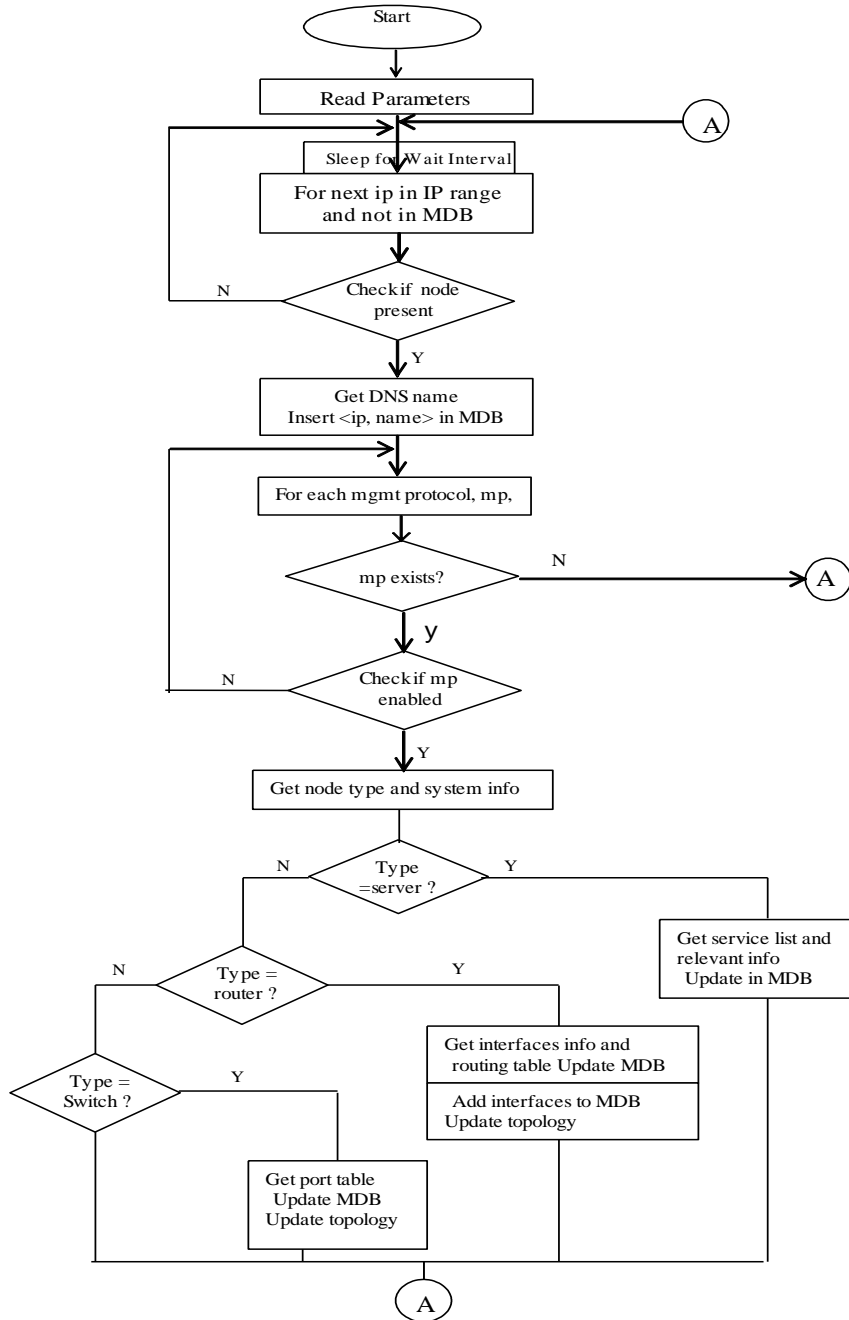 Start
Read Parameters
A
Sleep for Wait Interval
For next ip in IP range
and not in MDB
N
Check if node
present
Y
Get DNS name
Insert <ip, name> in MDB
For each mgmt protocol, mp,
mp exists?
N
A
y
N
Check if mp
enabled
Y
Get node type and system info
N
Type
=server ?
Y
Get service list and
relevant info
Update in MDB
N
Type =
router ?
Y
Get interfaces info and
routing table Update MDB
Add interfaces to MDB
Update topology
Type =
Switch ?
Y
Get port table
Update MDB
Update topology
A